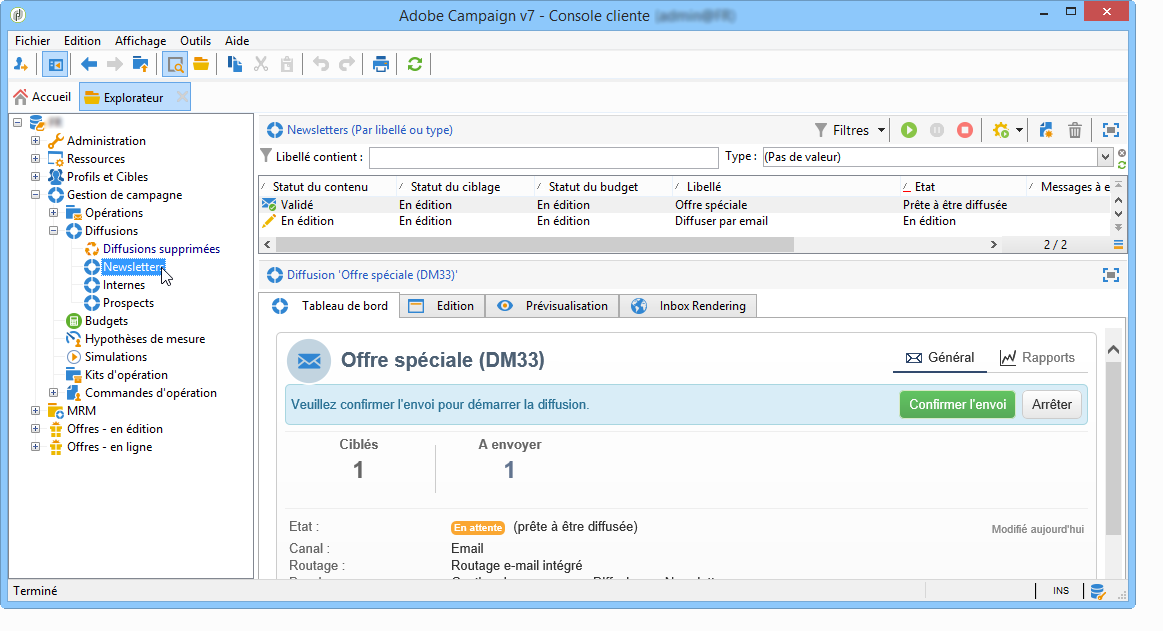 Adobe Campaign v7 - Console cliente
Fichier Edition Affichage Outils Aide
Accueil Explorateur
Administration
Ressources
Profils et Cibles
Gestion de campagne
Opérations
Diffusions
Diffusions supprimées
Newsletters
Internes
Prospects
Budgets
Hypothèses de mesure
Simulations
Kits d'opération
Commandes d'opération
MRM
Offres - en édition
Offres - en ligne
Newsletters (Par libellé ou type) Filtres
Libellé contient : Type : (Pas de valeur)
Statut du contenu Statut du ciblage Statut du budget Libellé Etat Messages à e
Validé En édition En édition Offre spéciale Prête à être diffusée
En édition En édition En édition Diffuser par email En édition
2 / 2
Diffusion 'Offre spéciale (DM33)'
Tableau de bord Edition Prévisualisation Inbox Rendering
Offre spéciale (DM33) Général Rapports
Veuillez confirmer l'envoi pour démarrer la diffusion. Confirmer l'envoi Arrêter
Ciblés A envoyer
1 1
Etat : En attente (prête à être diffusée) Modifié aujourd'hui
Canal : Email
Routage : Routage e-mail intégré
Terminé INS